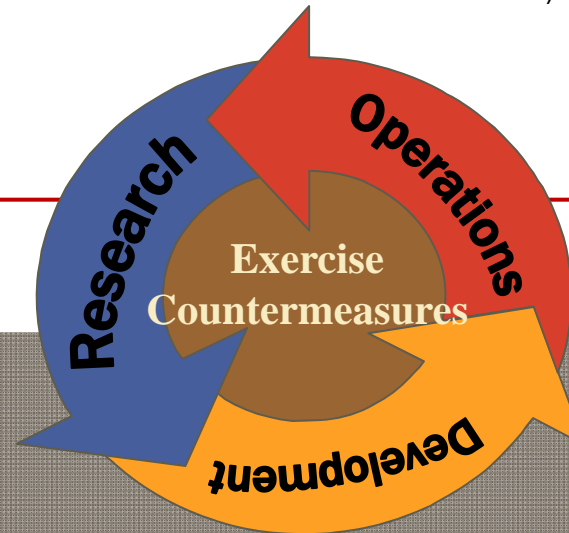 Operations
Research
Exercise
Countermeasures
Development